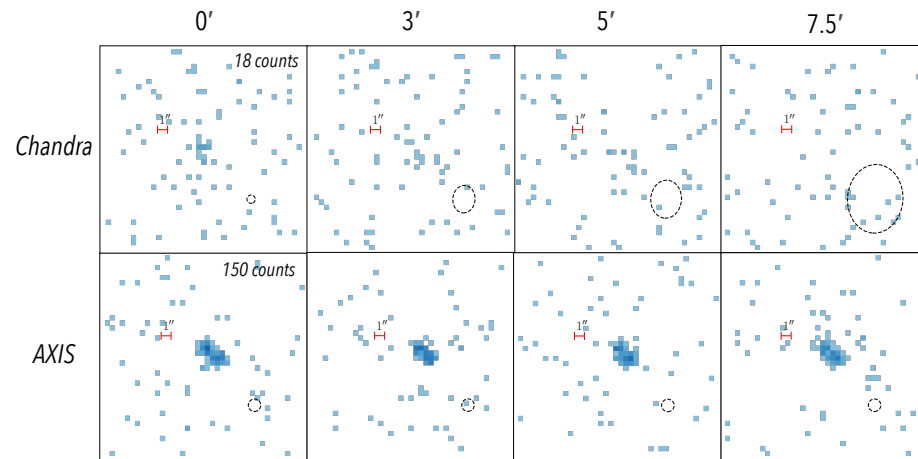 0′ 3′ 5′ 7.5′
18 counts
1″ 1″ 1″ 1″
Chandra
150 counts
1″ 1″ 1″ 1″
AXIS